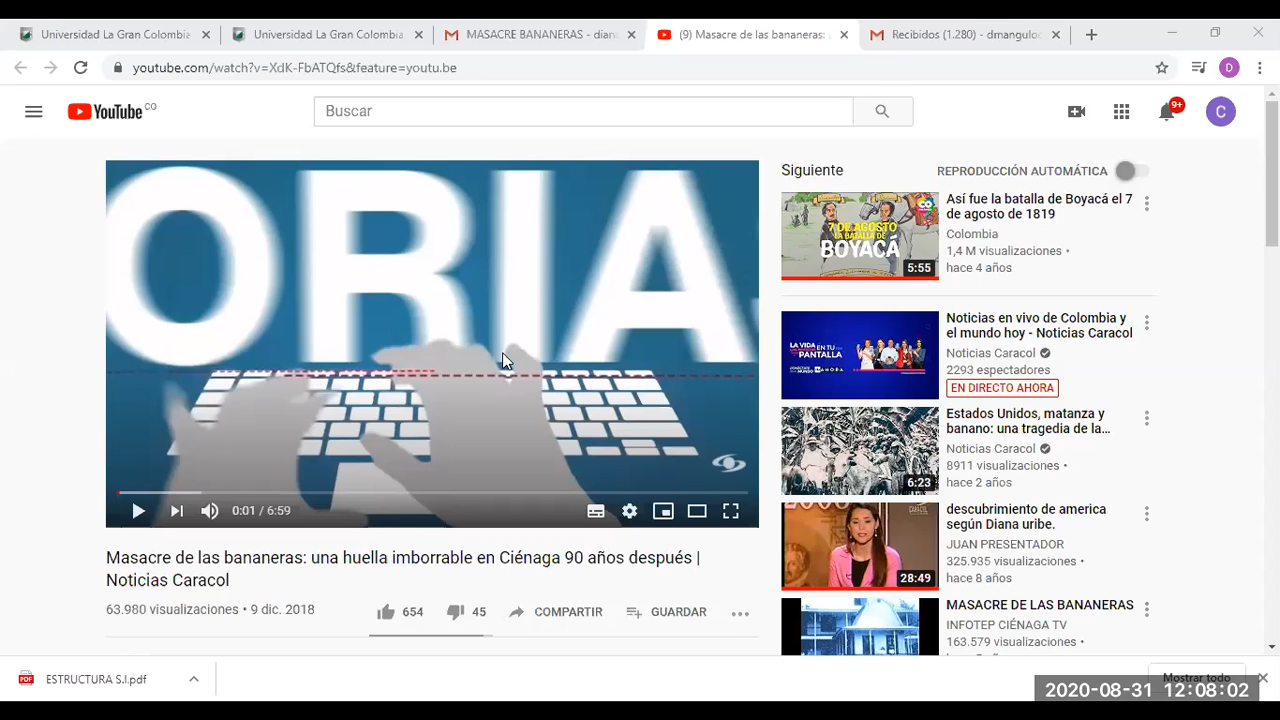 Universidad La Gran Colombia
Universidad La Gran Colombia
MASACRE BANANERAS - dian
(9) Masacre de las bananeras:
Recibidos (1.280) - dmanguloc
youtube.com/watch?v=XdK-FbATQfs&feature=youtu.be
D
YouTube CO
Buscar
9+
C
ORIA
0:01 / 6:59
Masacre de las bananeras: una huella imborrable en Ciénaga 90 años después |
Noticias Caracol
63.980 visualizaciones • 9 dic. 2018
654
45
COMPARTIR
GUARDAR
Siguiente
REPRODUCCIÓN AUTOMÁTICA
7 DE AGOSTO
LA BATALLA DE
BOYACÁ
5:55
Así fue la batalla de Boyacá el 7
de agosto de 1819
Colombia
1,4 M visualizaciones •
hace 4 años
LA VIDA
EN TU
PANTALLA
AHORA
Noticias en vivo de Colombia y
el mundo hoy - Noticias Caracol
Noticias Caracol
2293 espectadores
EN DIRECTO AHORA
6:23
Estados Unidos, matanza y
banano: una tragedia de la…
Noticias Caracol
8911 visualizaciones •
hace 2 años
28:49
descubrimiento de america
según Diana uribe.
JUAN PRESENTADOR
325.935 visualizaciones •
hace 8 años
MASACRE DE LAS BANANERAS
INFOTEP CIÉNAGA TV
163.579 visualizaciones •
PDF
ESTRUCTURA S.I.pdf
Mostrar todo
2020-08-31 12:08:02